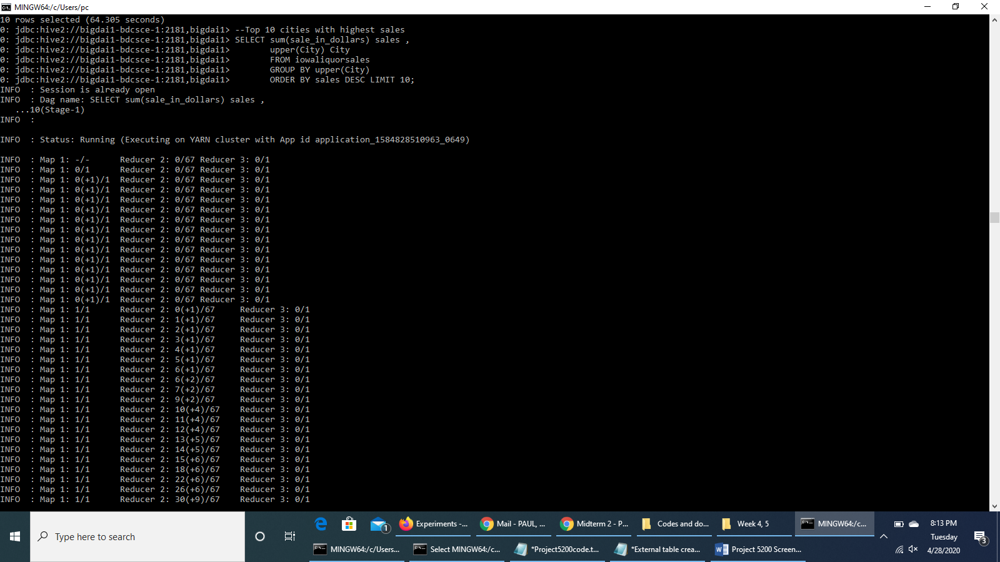 MINGW64:/c/Users/pc
10 rows selected (64.305 seconds)
0: jdbc:hive2://bigdai1-bdcsce-1:2181,bigdai1> --Top 10 cities with highest sales
0: jdbc:hive2://bigdai1-bdcsce-1:2181,bigdai1> SELECT sum(sale_in_dollars) sales ,
0: jdbc:hive2://bigdai1-bdcsce-1:2181,bigdai1>        upper(City) City
0: jdbc:hive2://bigdai1-bdcsce-1:2181,bigdai1>        FROM iowaliquorsales
0: jdbc:hive2://bigdai1-bdcsce-1:2181,bigdai1>        GROUP BY upper(City)
0: jdbc:hive2://bigdai1-bdcsce-1:2181,bigdai1>        ORDER BY sales DESC LIMIT 10;
INFO  : Session is already open
INFO  : Dag name: SELECT sum(sale_in_dollars) sales ,
   ...10(Stage-1)
INFO  :
INFO  : Status: Running (Executing on YARN cluster with App id application_1584828510963_0649)
INFO  : Map 1: -/-      Reducer 2: 0/67 Reducer 3: 0/1
INFO  : Map 1: 0/1      Reducer 2: 0/67 Reducer 3: 0/1
INFO  : Map 1: 0(+1)/1  Reducer 2: 0/67 Reducer 3: 0/1
INFO  : Map 1: 0(+1)/1  Reducer 2: 0/67 Reducer 3: 0/1
INFO  : Map 1: 0(+1)/1  Reducer 2: 0/67 Reducer 3: 0/1
INFO  : Map 1: 0(+1)/1  Reducer 2: 0/67 Reducer 3: 0/1
INFO  : Map 1: 0(+1)/1  Reducer 2: 0/67 Reducer 3: 0/1
INFO  : Map 1: 0(+1)/1  Reducer 2: 0/67 Reducer 3: 0/1
INFO  : Map 1: 0(+1)/1  Reducer 2: 0/67 Reducer 3: 0/1
INFO  : Map 1: 0(+1)/1  Reducer 2: 0/67 Reducer 3: 0/1
INFO  : Map 1: 0(+1)/1  Reducer 2: 0/67 Reducer 3: 0/1
INFO  : Map 1: 0(+1)/1  Reducer 2: 0/67 Reducer 3: 0/1
INFO  : Map 1: 0(+1)/1  Reducer 2: 0/67 Reducer 3: 0/1
INFO  : Map 1: 0(+1)/1  Reducer 2: 0/67 Reducer 3: 0/1
INFO  : Map 1: 0(+1)/1  Reducer 2: 0/67 Reducer 3: 0/1
INFO  : Map 1: 1/1      Reducer 2: 0(+1)/67     Reducer 3: 0/1
INFO  : Map 1: 1/1      Reducer 2: 1(+1)/67     Reducer 3: 0/1
INFO  : Map 1: 1/1      Reducer 2: 2(+1)/67     Reducer 3: 0/1
INFO  : Map 1: 1/1      Reducer 2: 3(+1)/67     Reducer 3: 0/1
INFO  : Map 1: 1/1      Reducer 2: 4(+1)/67     Reducer 3: 0/1
INFO  : Map 1: 1/1      Reducer 2: 5(+1)/67     Reducer 3: 0/1
INFO  : Map 1: 1/1      Reducer 2: 6(+1)/67     Reducer 3: 0/1
INFO  : Map 1: 1/1      Reducer 2: 6(+2)/67     Reducer 3: 0/1
INFO  : Map 1: 1/1      Reducer 2: 7(+2)/67     Reducer 3: 0/1
INFO  : Map 1: 1/1      Reducer 2: 9(+2)/67     Reducer 3: 0/1
INFO  : Map 1: 1/1      Reducer 2: 10(+4)/67    Reducer 3: 0/1
INFO  : Map 1: 1/1      Reducer 2: 11(+4)/67    Reducer 3: 0/1
INFO  : Map 1: 1/1      Reducer 2: 12(+4)/67    Reducer 3: 0/1
INFO  : Map 1: 1/1      Reducer 2: 13(+5)/67    Reducer 3: 0/1
INFO  : Map 1: 1/1      Reducer 2: 14(+5)/67    Reducer 3: 0/1
INFO  : Map 1: 1/1      Reducer 2: 15(+6)/67    Reducer 3: 0/1
INFO  : Map 1: 1/1      Reducer 2: 18(+6)/67    Reducer 3: 0/1
INFO  : Map 1: 1/1      Reducer 2: 22(+6)/67    Reducer 3: 0/1
INFO  : Map 1: 1/1      Reducer 2: 26(+6)/67    Reducer 3: 0/1
INFO  : Map 1: 1/1      Reducer 2: 30(+9)/67    Reducer 3: 0/1
Type here to search
1
Experiments -...
Mail - PAUL, ...
Midterm 2 - P...
Codes and do...
Week 4, 5
MINGW64:/c...
MINGW64:/c/Users...
Select MINGW64:/c...
*Project5200code.t...
*External table crea...
Project 5200 Screen...
8:13 PM
Tuesday
4/28/2020
3